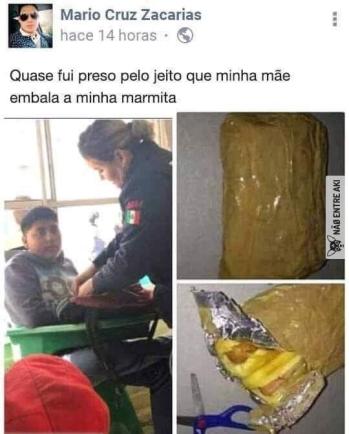 Mario Cruz Zacarias
hace 14 horas ·
Quase fui preso pelo jeito que minha mãe
embala a minha marmita
NÃO ENTRE AKI